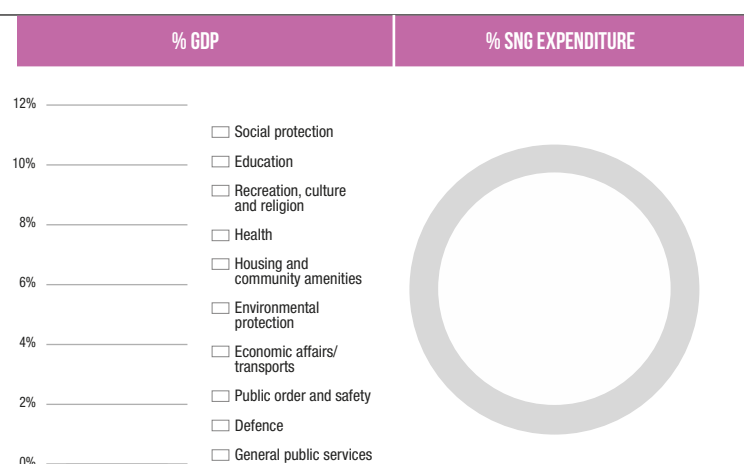 % GDP
% SNG EXPENDITURE
12%
10%
8%
6%
4%
2%
0%
Social protection
Education
Recreation, culture
and religion
Health
Housing and
community amenities
Environmental
protection
Economic affairs/
transports
Public order and safety
Defence
General public services